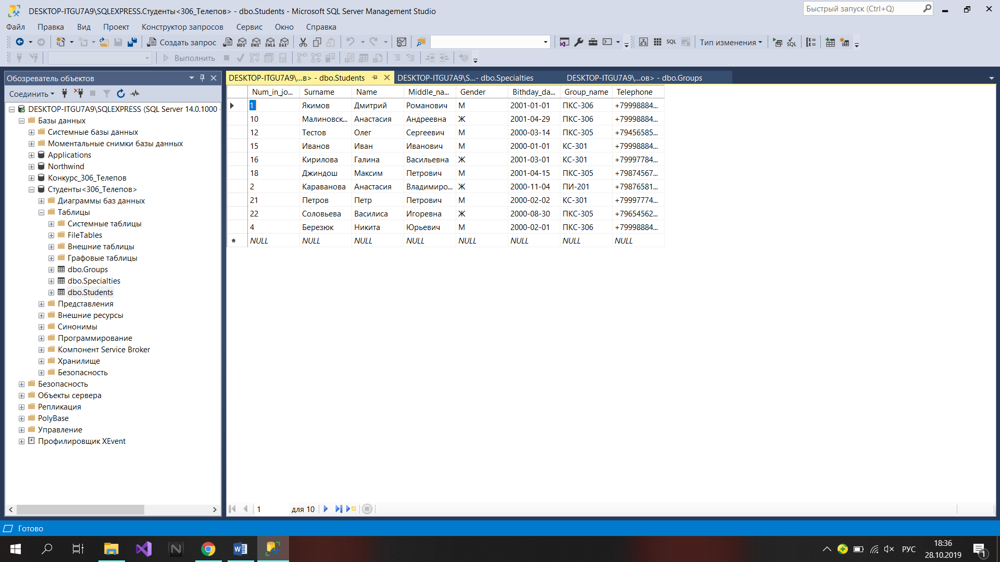 DESKTOP-ITGU7A9\SQLEXPRESS.Студенты<306_Телепов> - dbo.Students - Microsoft SQL Server Management Studio
Быстрый запуск (Ctrl+Q)
Файл Правка Вид Проект Конструктор запросов Сервис Окно Справка
Создать запрос MDX DMX XMLA DAX SQL Тип изменения SQL
Выполнить
Обозреватель объектов
Соединить
DESKTOP-ITGU7A9\SQLEXPRESS (SQL Server 14.0.1000
Базы данных
Системные базы данных
Моментальные снимки базы данных
Applications
Northwind
Конкурс_306_Телепов
Студенты<306_Телепов>
Диаграммы баз данных
Таблицы
Системные таблицы
FileTables
Внешние таблицы
Графовые таблицы
dbo.Groups
dbo.Specialties
dbo.Students
Представления
Внешние ресурсы
Синонимы
Программирование
Компонент Service Broker
Хранилище
Безопасность
Безопасность
Объекты сервера
Репликация
PolyBase
Управление
Профилировщик XEvent
DESKTOP-ITGU7A9\...в> - dbo.Students DESKTOP-ITGU7A9\S...- dbo.Specialties DESKTOP-ITGU7A9\...ов> - dbo.Groups
Num_in_jo... Surname Name Middle_na... Gender Bithday_da... Group_name Telephone
1 Якимов Дмитрий Романович М 2001-01-01 ПКС-306 +79998884...
10 Малиновск... Анастасия Андреевна Ж 2001-04-29 ПКС-306 +79998884...
12 Тестов Олег Сергеевич М 2000-03-14 ПКС-305 +79456585...
15 Иванов Иван Иванович М 2000-01-01 КС-301 +79998884...
16 Кирилова Галина Васильевна Ж 2001-03-01 КС-301 +79997784...
18 Джиндош Максим Петрович М 2001-04-15 ПКС-305 +79874567...
2 Караванова Анастасия Владимиро... Ж 2000-11-04 ПИ-201 +79876581...
21 Петров Петр Петрович М 2000-02-02 КС-301 +79997774...
22 Соловьева Василиса Игоревна Ж 2000-08-30 ПКС-305 +79654562...
4 Березюк Никита Юрьевич М 2000-02-01 ПКС-306 +79998884...
NULL NULL NULL NULL NULL NULL NULL NULL
1 для 10
Готово
РУС
18:36
28.10.2019
1